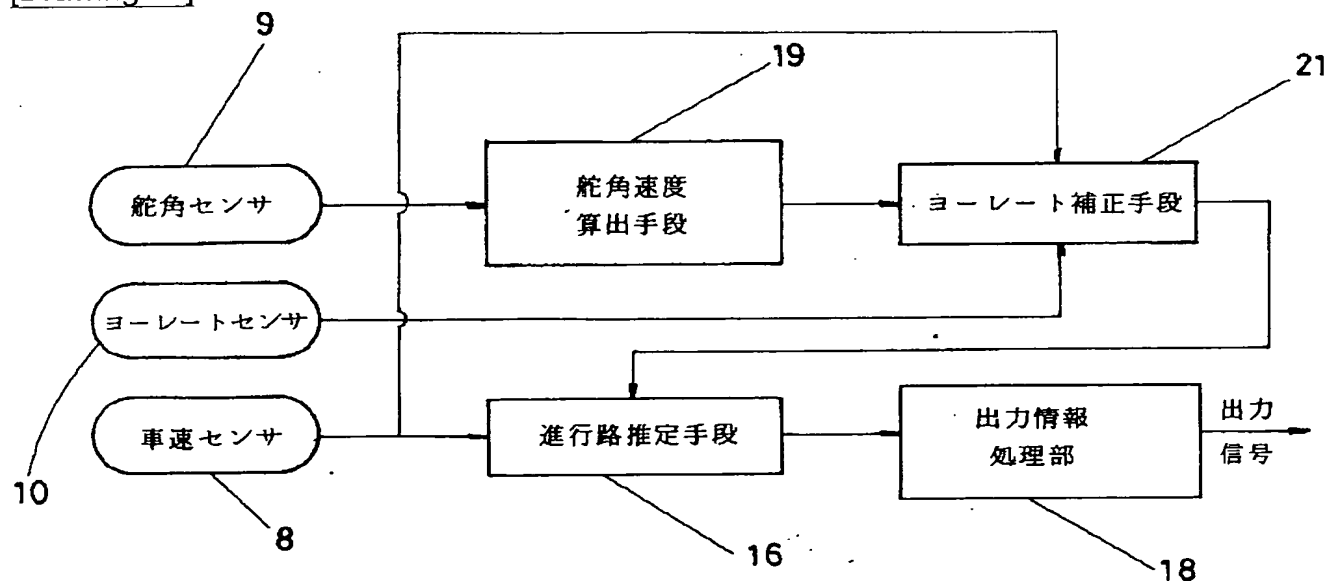 9
19
21
舵角センサ
舵角速度
算出手段
ヨーレート補正手段
ヨーレートセンサ
車速センサ
進行路推定手段
出力情報
処理部
出力
信号
10
8
16
18